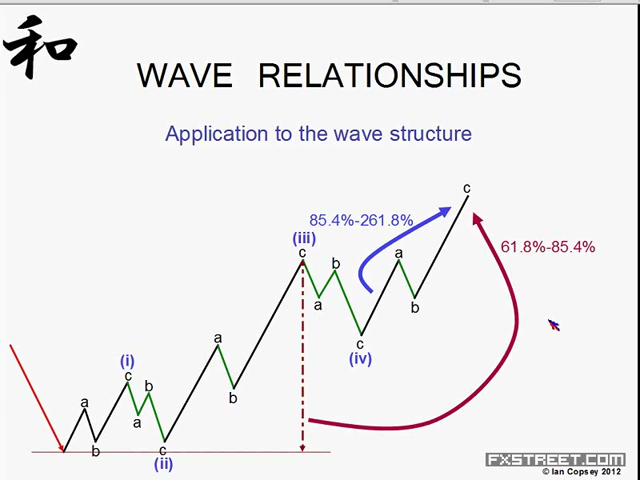 和
WAVE RELATIONSHIPS
Application to the wave structure
c
85.4%-261.8%
(iii)
61.8%-85.4%
c
b
a
a
b
c
(iv)
a
b
(i)
c
b
a
a
b
c
(ii)
FXSTREET.COM
© Ian Copsey 2012